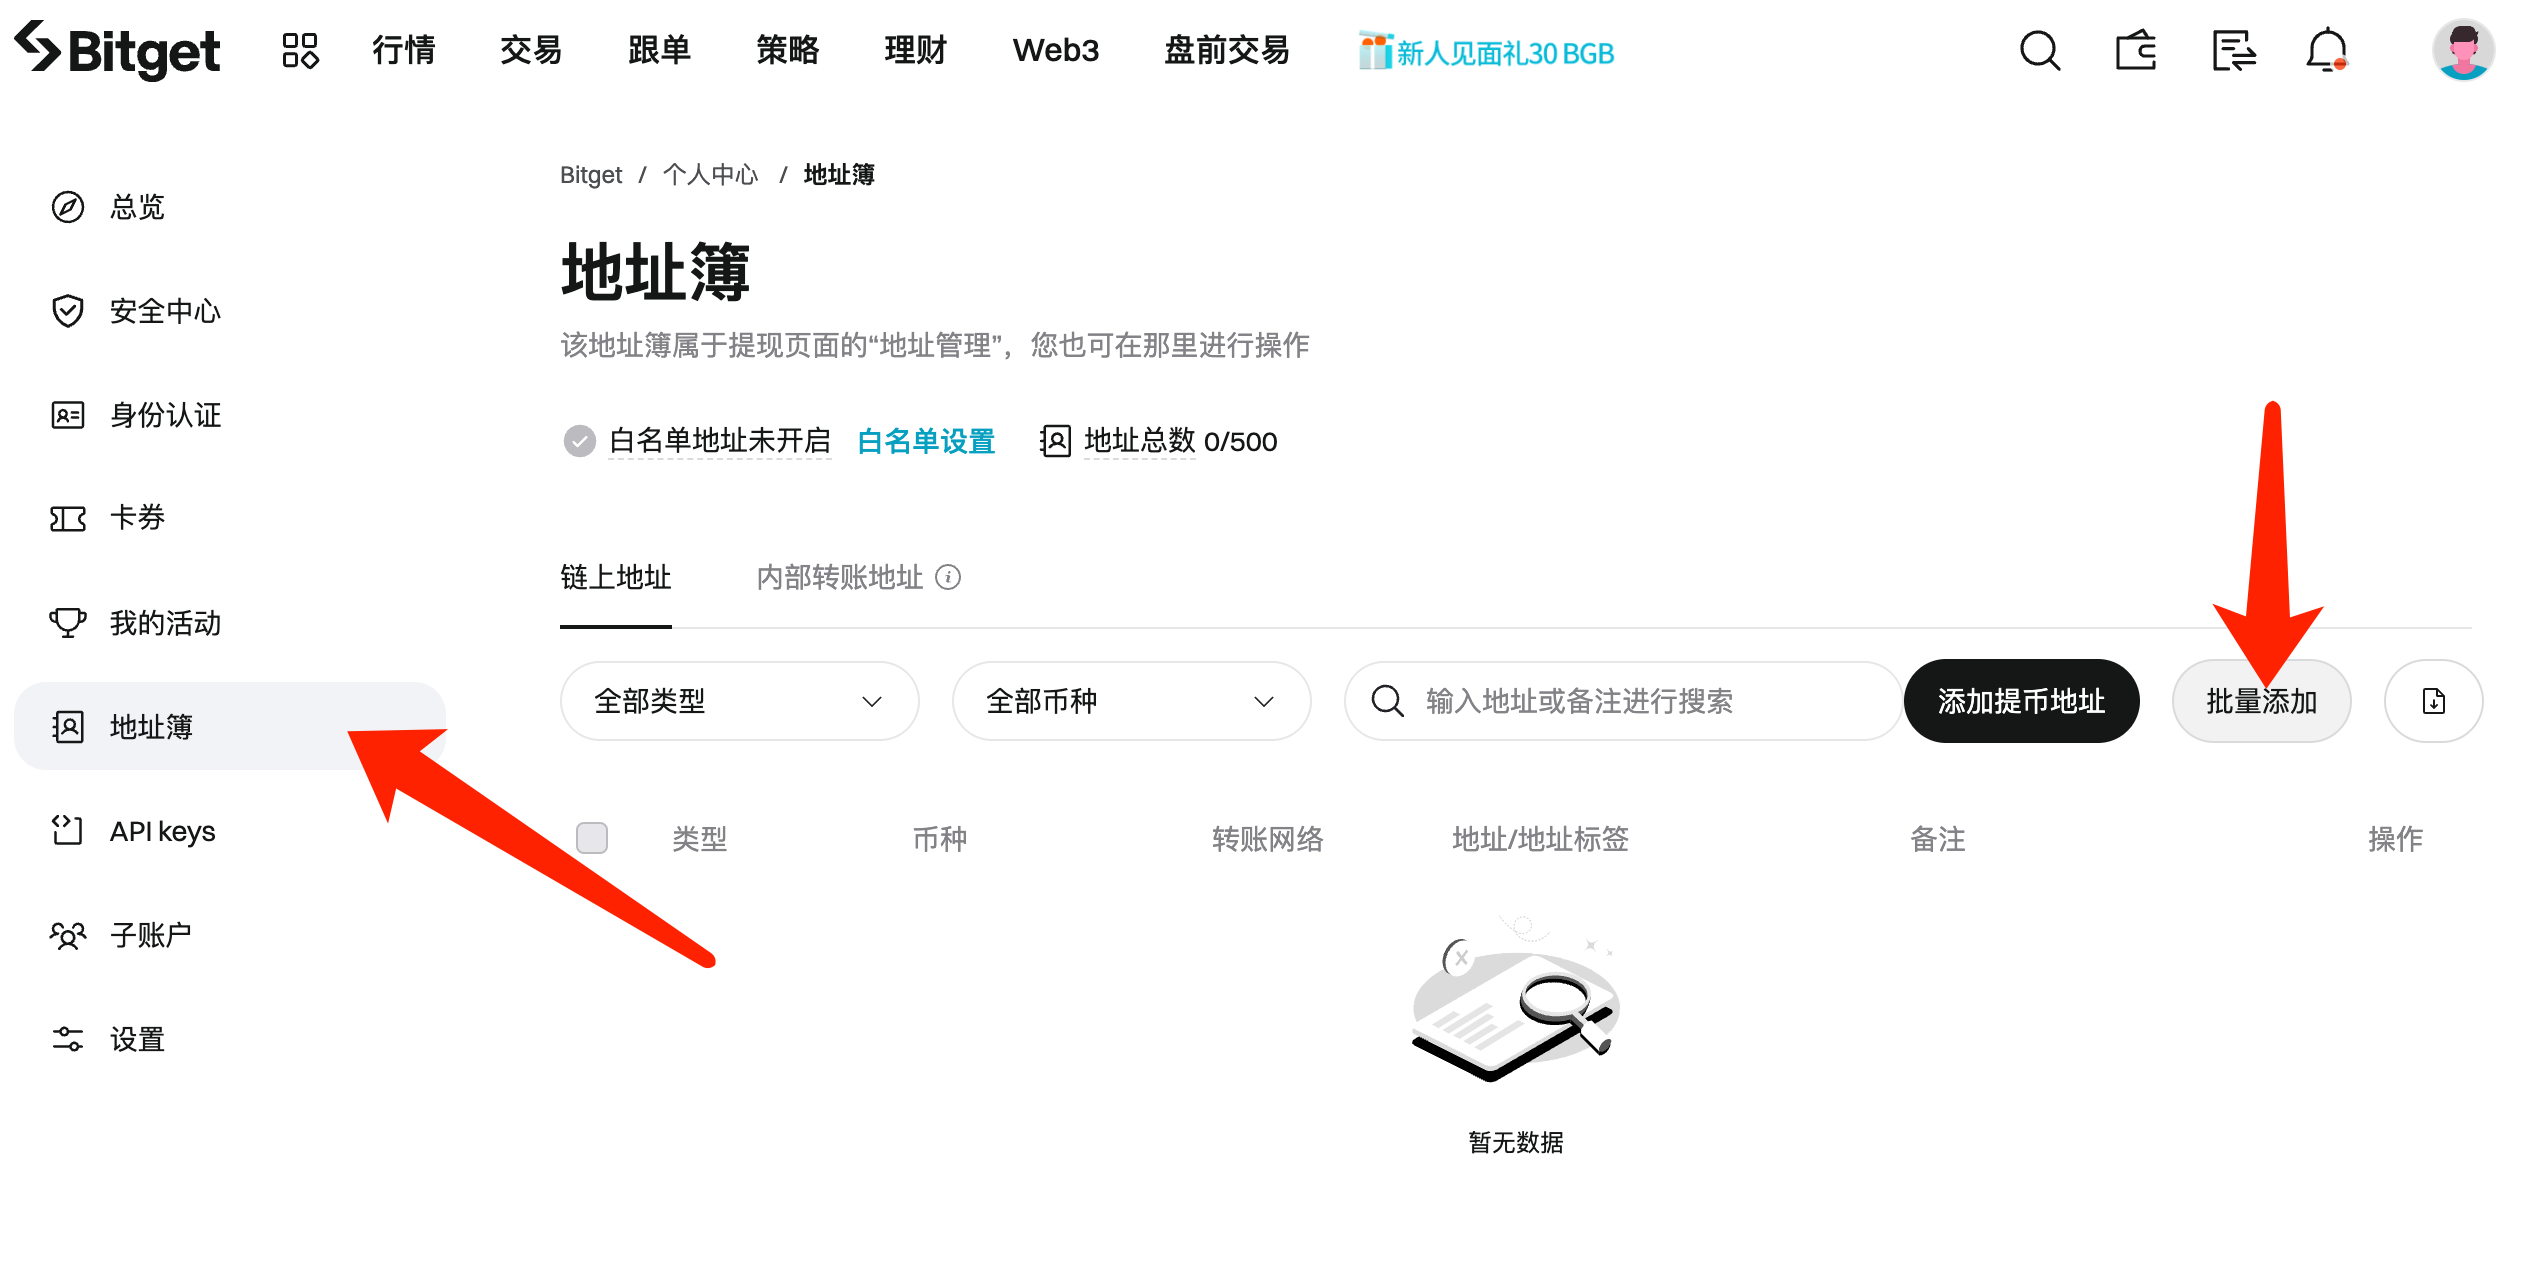 Bitget 行情 交易 跟单 策略 理财 Web3 盘前交易 新人见面礼30 BGB
Bitget / 个人中心 / 地址簿
总览
安全中心
身份认证
卡券
我的活动
地址簿
API keys
子账户
设置
地址簿
该地址簿属于提现页面的“地址管理”，您也可在那里进行操作
白名单地址未开启 白名单设置 地址总数 0/500
链上地址 内部转账地址
全部类型 全部币种 输入地址或备注进行搜索 添加提币地址 批量添加
类型 币种 转账网络 地址/地址标签 备注 操作
暂无数据